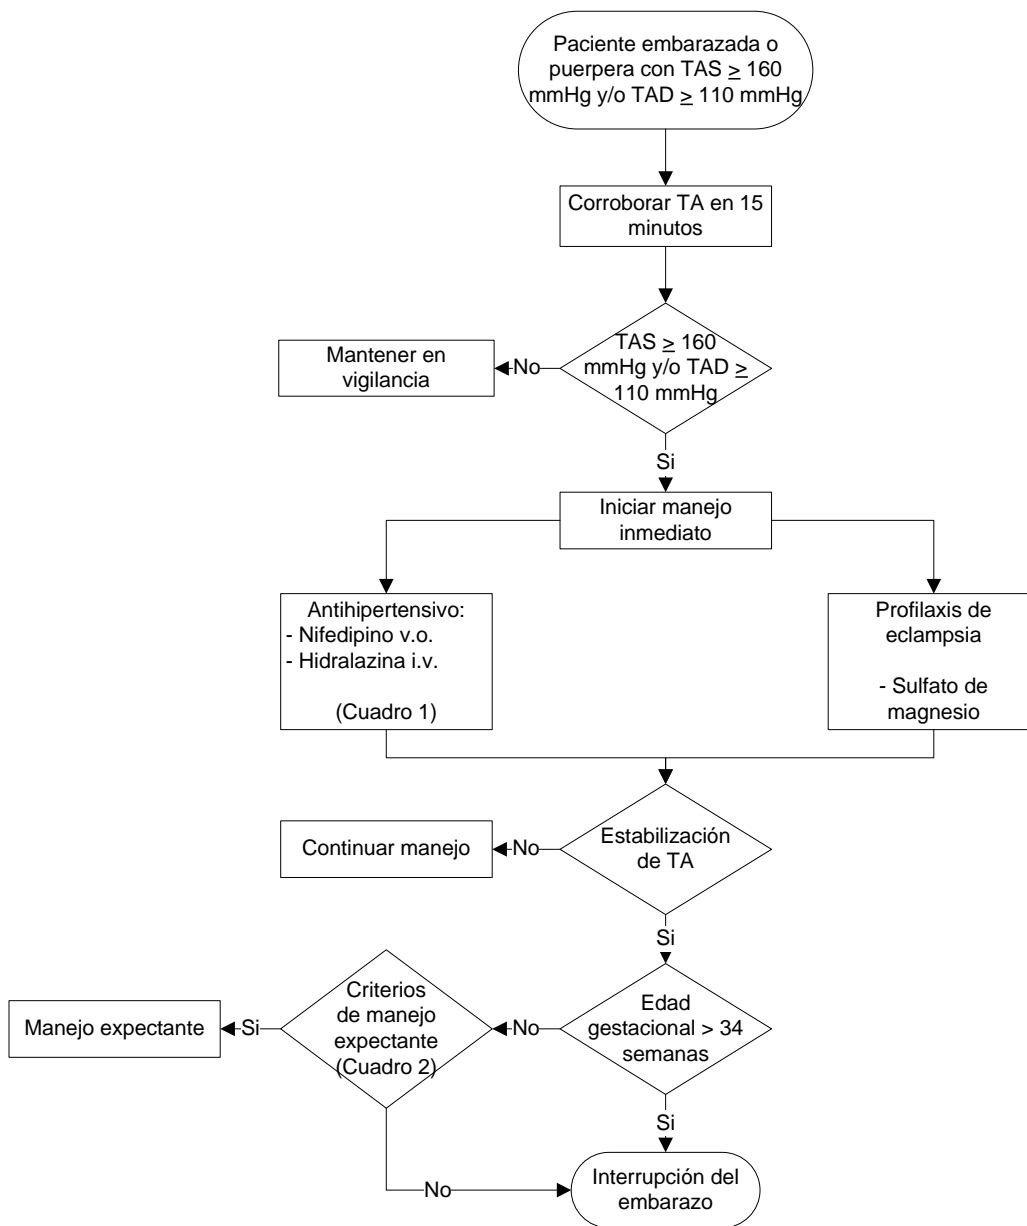 Paciente embarazada o
puerpera con TAS ≥ 160
mmHg y/o TAD ≥ 110 mmHg
Corroborar TA en 15
minutos
TAS ≥ 160
mmHg y/o TAD ≥
110 mmHg
No
Mantener en
vigilancia
Si
Iniciar manejo
inmediato
Antihipertensivo:
- Nifedipino v.o.
- Hidralazina i.v.
(Cuadro 1)
Profilaxis de
eclampsia
- Sulfato de
magnesio
Estabilización
de TA
No
Continuar manejo
Si
Edad
gestacional > 34
semanas
No
Criterios
de manejo
expectante
(Cuadro 2)
Si
Manejo expectante
Si
No
Interrupción del
embarazo